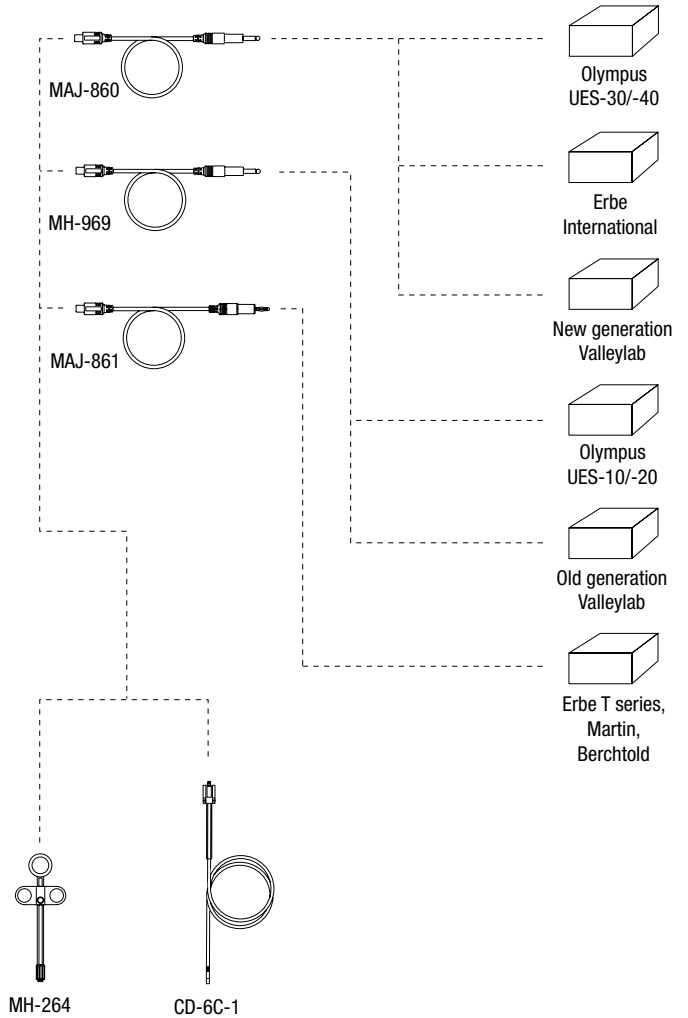 MAJ-860
Olympus
UES-30/-40
MH-969
Erbe
International
MAJ-861
New generation
Valleylab
Olympus
UES-10/-20
Old generation
Valleylab
Erbe T series,
Martin,
Berchtold
MH-264
CD-6C-1